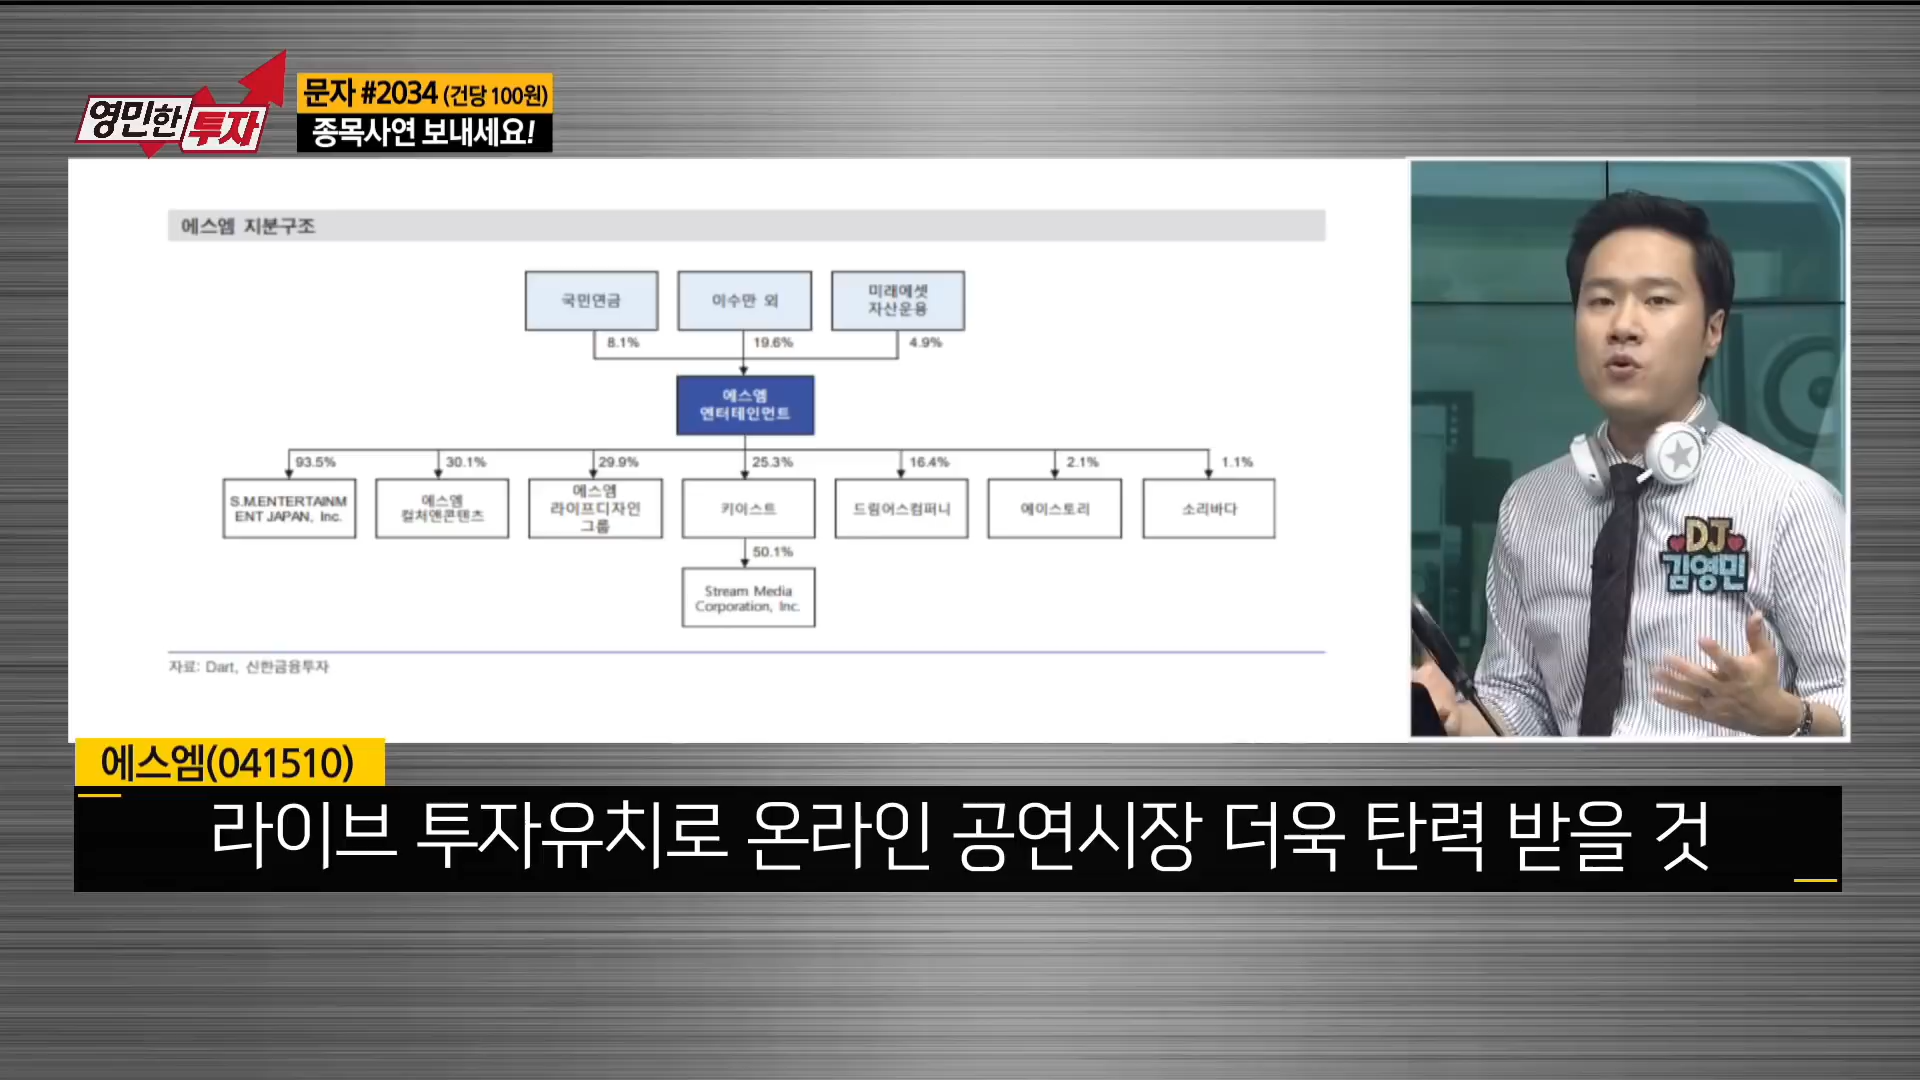 영민한 투자
문자 #2034 (건당 100원)
종목사연 보내세요!
에스엠 지분구조
국민연금
이수만 외
미래에셋
자산운용
8.1%
19.6%
4.9%
에스엠
엔터테인먼트
93.5%
30.1%
29.9%
25.3%
16.4%
2.1%
1.1%
S.M.ENTERTAINM
ENT JAPAN, Inc.
에스엠
컬처앤콘텐츠
에스엠
라이프디자인
그룹
키이스트
드림어스컴퍼니
에이스토리
소리바다
50.1%
Stream Media
Corporation, Inc.
자료: Dart, 신한금융투자
DJ
김영민
에스엠(041510)
라이브 투자유치로 온라인 공연시장 더욱 탄력 받을 것